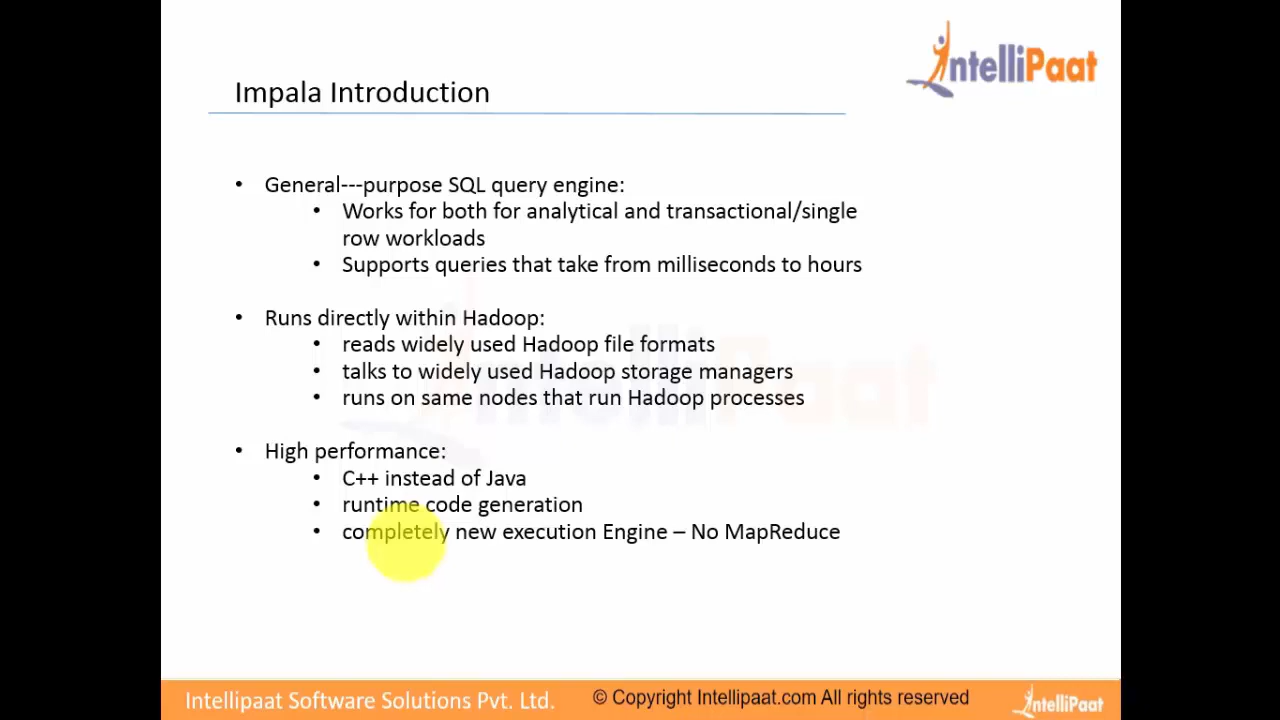 IntelliPaat
Impala Introduction
• General---purpose SQL query engine:
• Works for both for analytical and transactional/single
row workloads
• Supports queries that take from milliseconds to hours
• Runs directly within Hadoop:
• reads widely used Hadoop file formats
• talks to widely used Hadoop storage managers
• runs on same nodes that run Hadoop processes
• High performance:
• C++ instead of Java
• runtime code generation
• completely new execution Engine – No MapReduce
IntelliPaat
Intellipaat Software Solutions Pvt. Ltd.
© Copyright Intellipaat.com All rights reserved
IntelliPaat